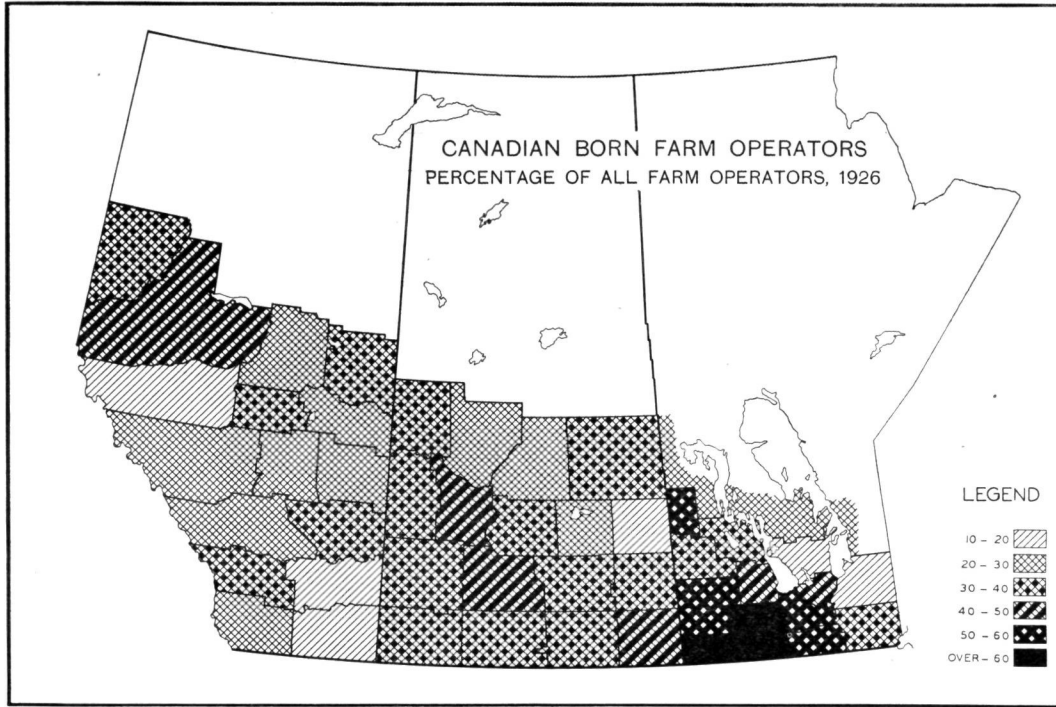 CANADIAN BORN FARM OPERATORS
PERCENTAGE OF ALL FARM OPERATORS, 1926
LEGEND
10 - 20
20 - 30
30 - 40
40 - 50
50 - 60
OVER - 60